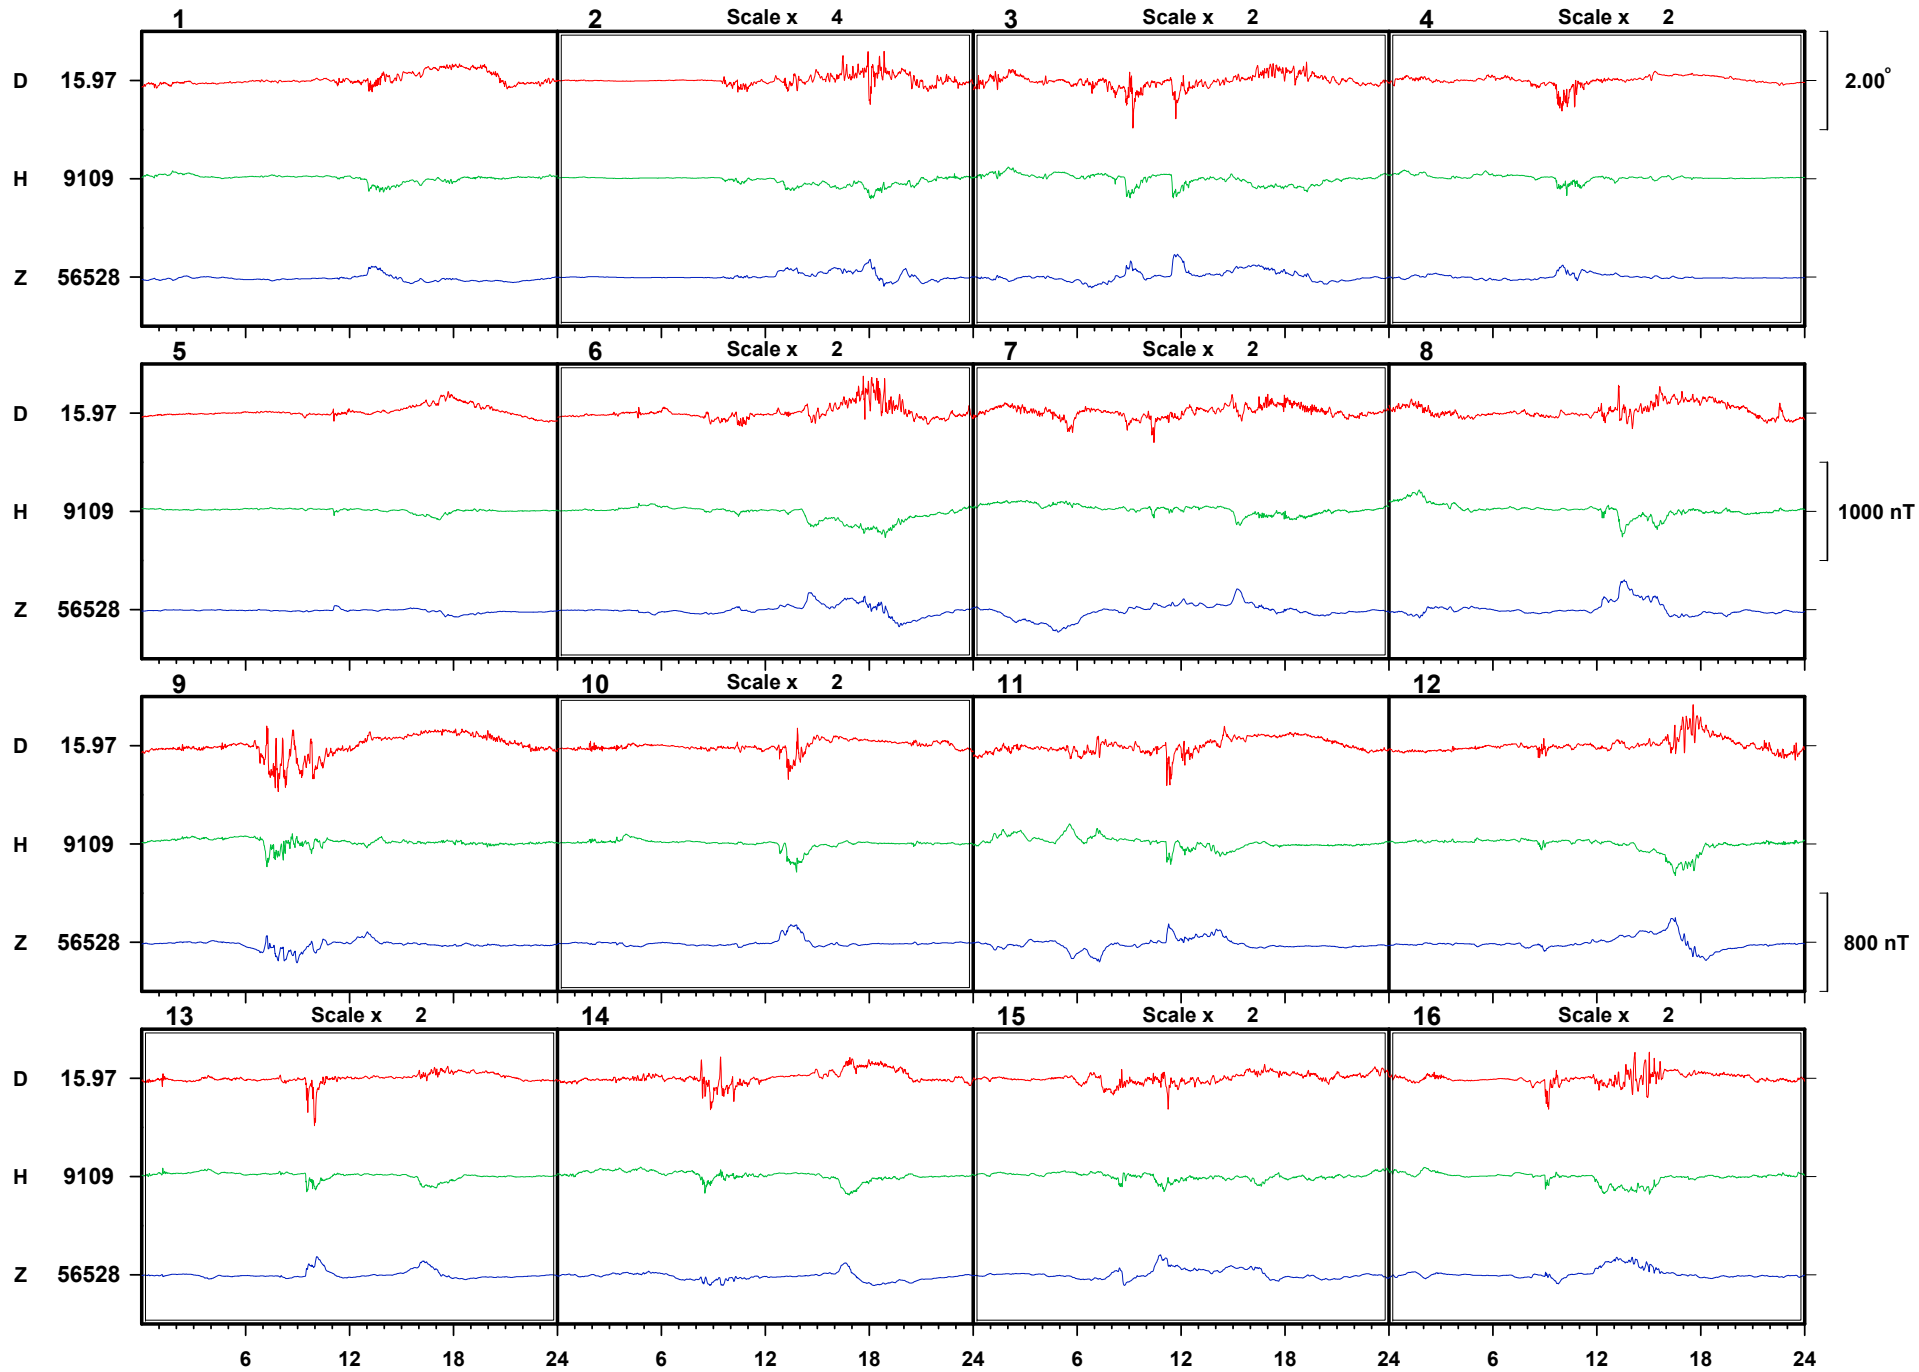 1 2 Scale x 4 3 Scale x 2 4 Scale x 2
D 15.97 2.00°
H 9109
Z 56528
5 6 Scale x 2 7 Scale x 2 8
D 15.97
H 9109 1000 nT
Z 56528
9 10 Scale x 2 11 12
D 15.97
H 9109
Z 56528 800 nT
13 Scale x 2 14 15 Scale x 2 16 Scale x 2
D 15.97
H 9109
Z 56528
6 12 18 24 6 12 18 24 6 12 18 24 6 12 18 24